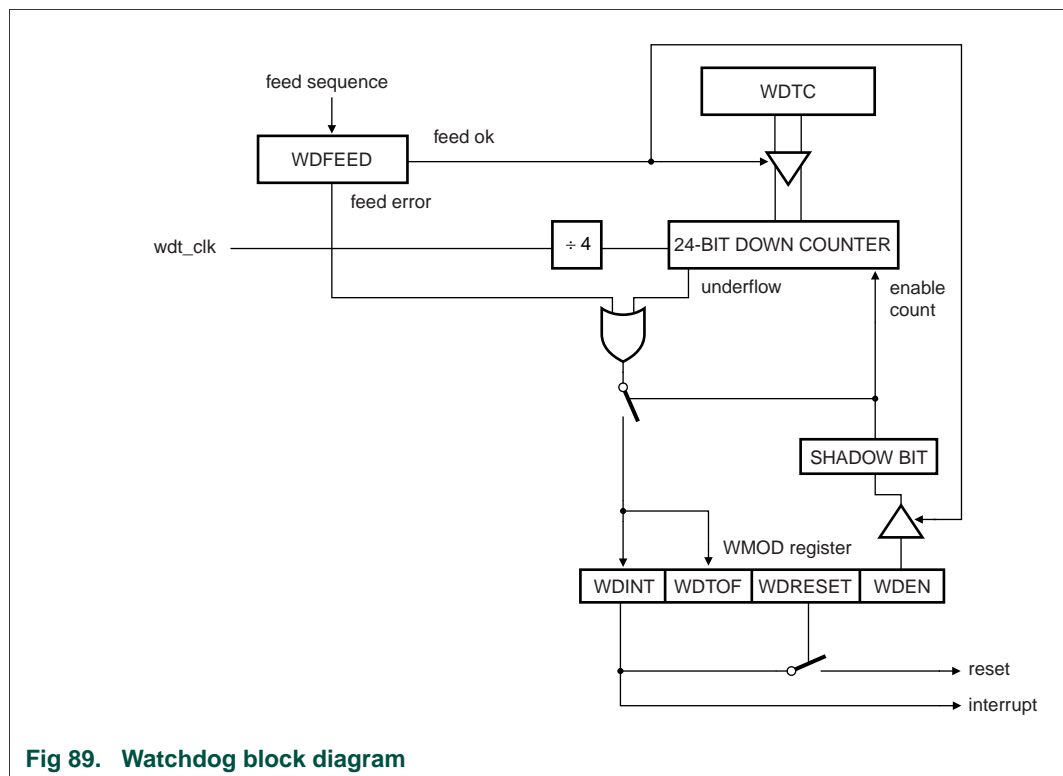 feed sequence
WDTC
feed ok
WDFEED
feed error
wdt_clk
÷ 4
24-BIT DOWN COUNTER
underflow
enable
count
SHADOW BIT
WMOD register
WDINT
WDTOF
WDRESET
WDEN
reset
interrupt
Fig 89. Watchdog block diagram